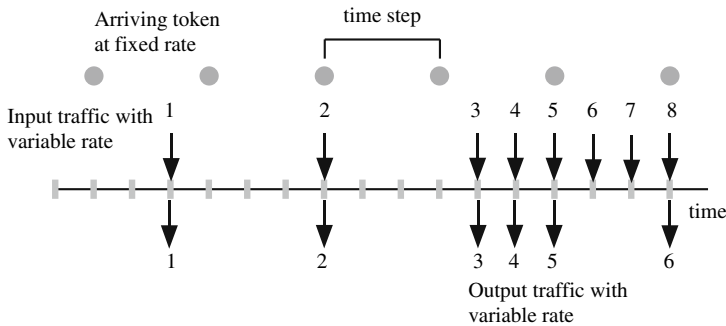 Arriving token
at fixed rate
time step
Input traffic with
variable rate
1 2 3 4 5 6 7 8
time
1 2 3 4 5 6
Output traffic with
variable rate